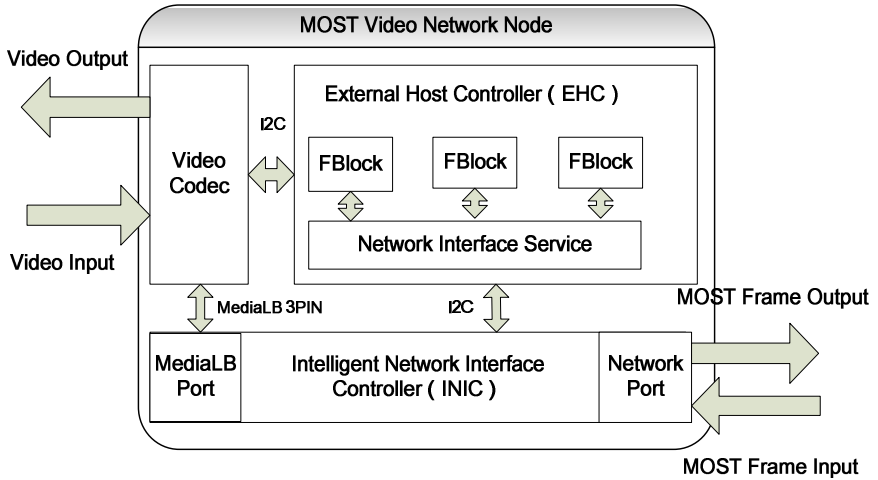 MOST Video Network Node
Video Output
External Host Controller ( EHC )
I2C
Video
Codec
FBlock
FBlock
FBlock
Network Interface Service
Video Input
MediaLB 3PIN
I2C
MOST Frame Output
MediaLB
Port
Intelligent Network Interface
Controller ( INIC )
Network
Port
MOST Frame Input